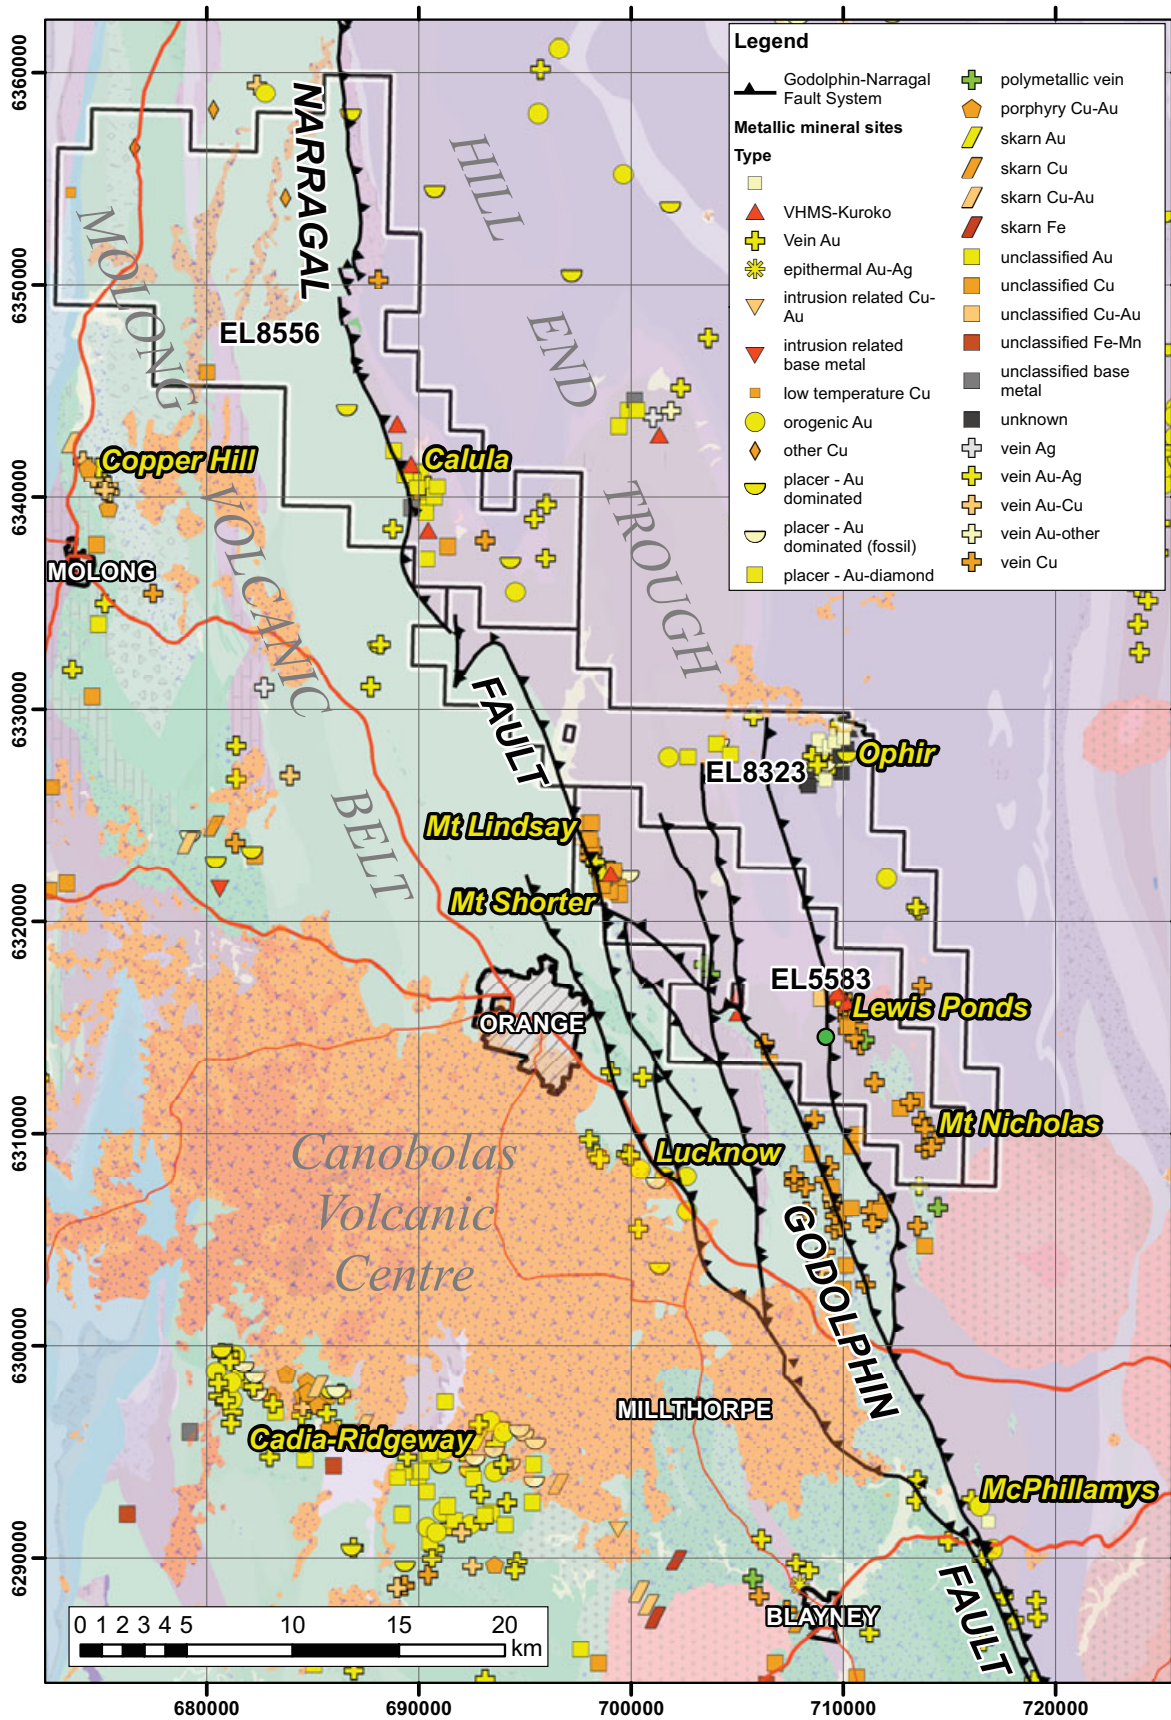 Legend
Godolphin-Narragal
Fault System
Metallic mineral sites
Type
VHMS-Kuroko
Vein Au
epithermal Au-Ag
intrusion related Cu-
Au
intrusion related
base metal
low temperature Cu
orogenic Au
other Cu
placer - Au
dominated
placer - Au
dominated (fossil)
placer - Au-diamond
polymetallic vein
porphyry Cu-Au
skarn Au
skarn Cu
skarn Cu-Au
skarn Fe
unclassified Au
unclassified Cu
unclassified Cu-Au
unclassified Fe-Mn
unclassified base
metal
unknown
vein Ag
vein Au-Ag
vein Au-Cu
vein Au-other
vein Cu
6360000
6350000
6340000
6330000
6320000
6310000
6300000
6290000
NARRAGAL
HILL
END
TROUGH
MOLONG
VOLCANIC
BELT
EL8556
Copper Hill
Calula
MOLONG
FAULT
Ophir
EL8323
Mt Lindsay
Mt Shorter
EL5583
Lewis Ponds
ORANGE
Mt Nicholas
Lucknow
Canobolas
Volcanic
Centre
GODOLPHIN
MILLTHORPE
Cadia-Ridgeway
McPhillamys
BLAYNEY
FAULT
0 1 2 3 4 5 10 15 20
km
680000 690000 700000 710000 720000